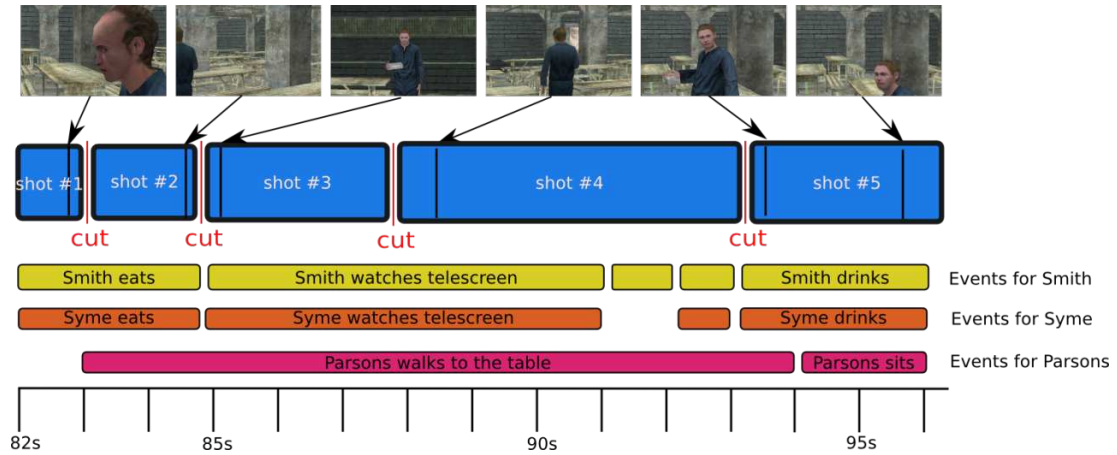 shot #1
shot #2
shot #3
shot #4
shot #5
cut
cut
cut
cut
Smith eats
Smith watches telescreen
Smith drinks
Events for Smith
Syme eats
Syme watches telescreen
Syme drinks
Events for Syme
Parsons walks to the table
Parsons sits
Events for Parsons
82s
85s
90s
95s